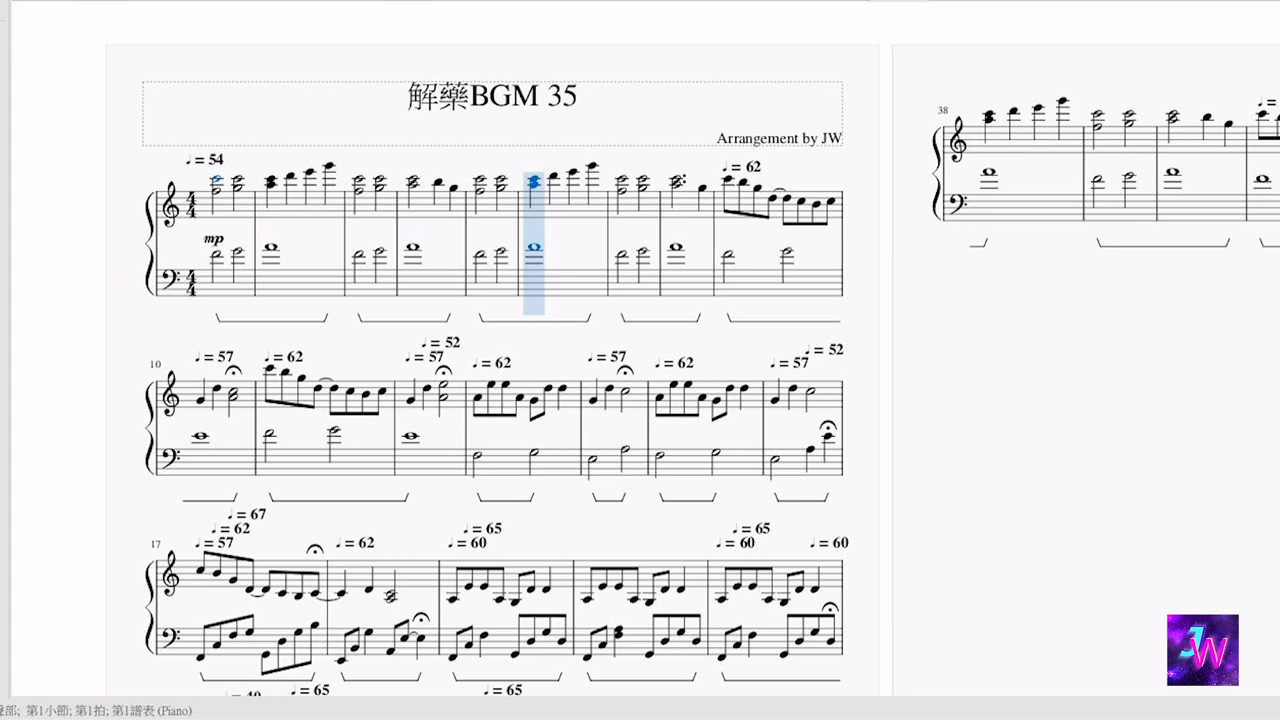 解藥BGM 35
Arrangement by JW
♩ = 54
♩ = 62
mp
38
10
♩ = 57
♩ = 62
♩ = 57
♩ = 52
♩ = 62
♩ = 57
♩ = 62
♩ = 57
♩ = 52
17
♩ = 57
♩ = 62
♩ = 67
♩ = 62
♩ = 60
♩ = 65
♩ = 60
♩ = 65
♩ = 60
= 65
= 65
JW
第1小節; 第1拍; 第1譜表 (Piano)